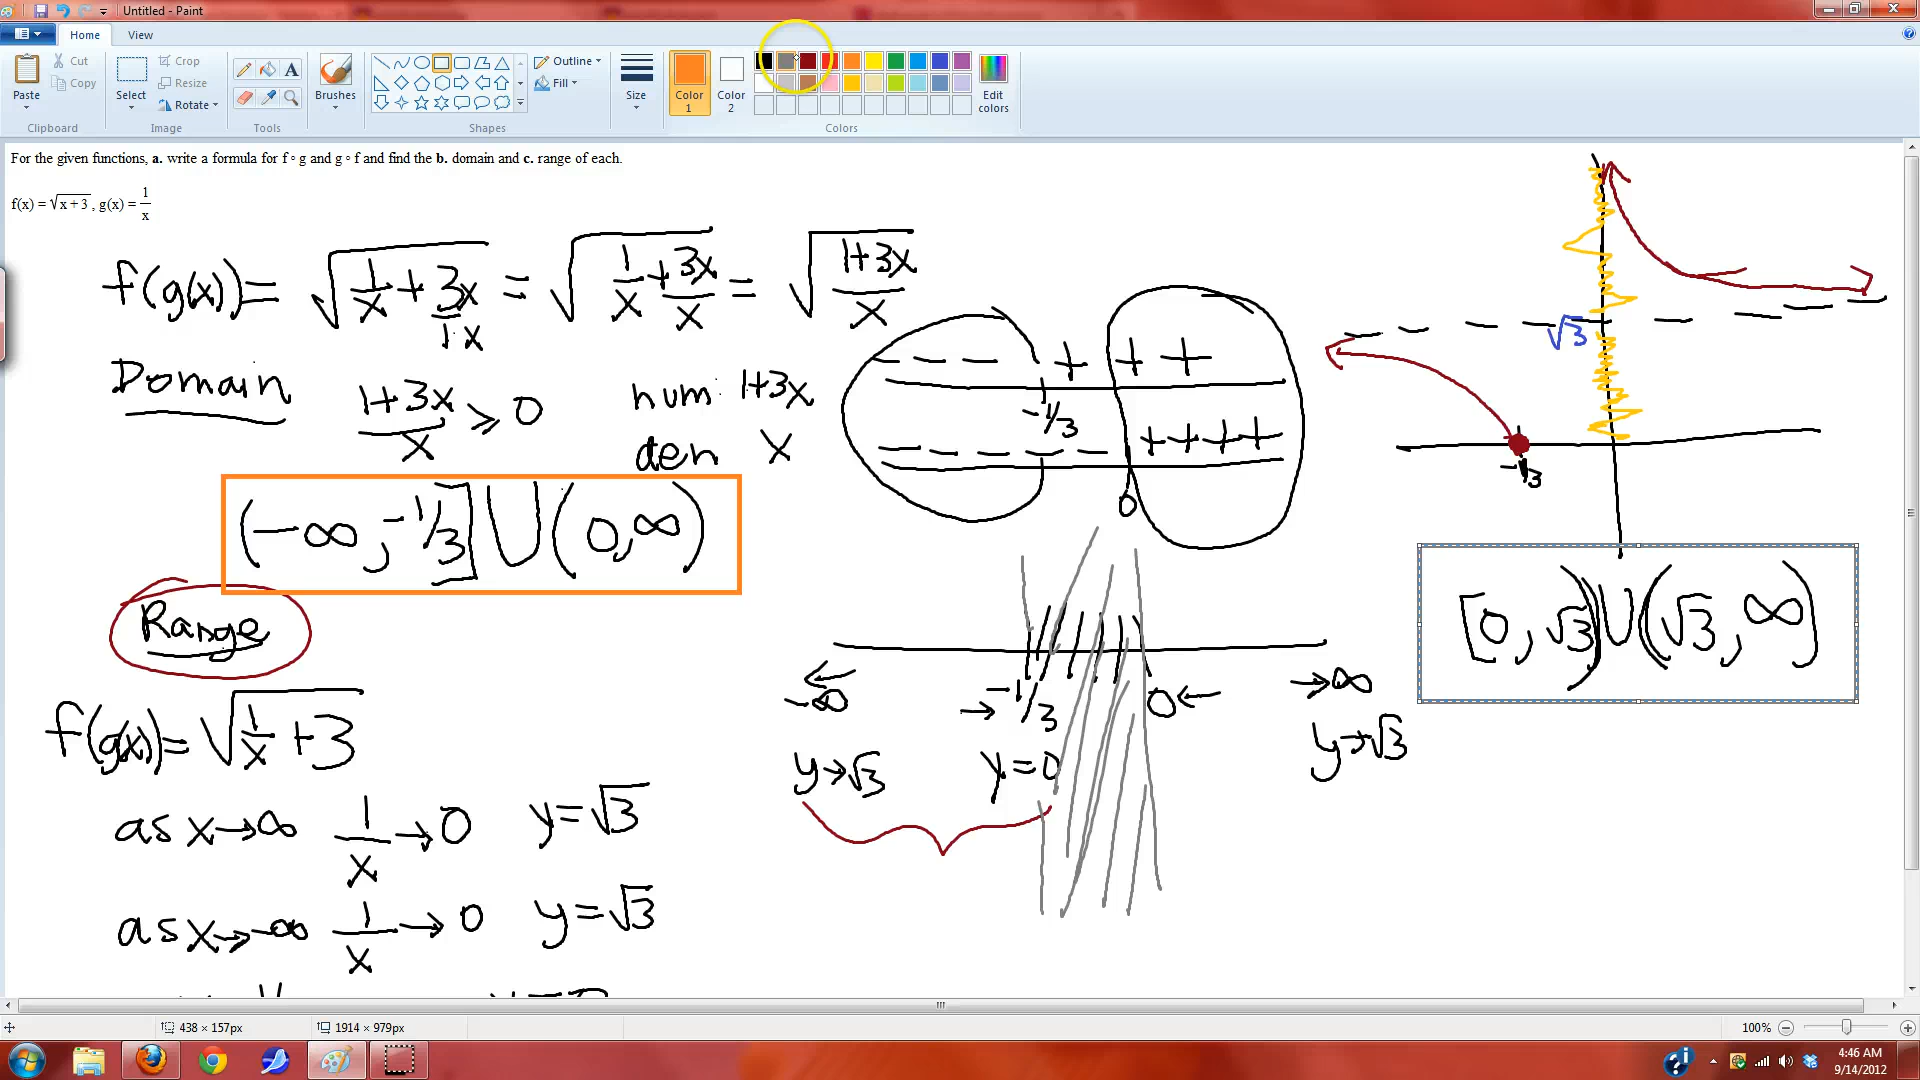 Untitled - Paint
Home View
Paste
Cut
Copy
Clipboard
Select
Crop
Resize
Rotate
Image
Tools
Brushes
Shapes
Outline
Fill
Size
Color 1
Color 2
Edit colors
Colors
For the given functions, a. write a formula for f ∘ g and g ∘ f and find the b. domain and c. range of each.
f(x) = √x + 3 , g(x) = 1/x
f(g(x)) = √(1/x + 3x/1·x) = √(1/x + 3x/x) = √((1+3x)/x)
Domain (1+3x)/x ≥ 0 num: 1+3x
den x
(-∞, -1/3] ∪ (0, ∞)
- - - + + +
-1/3
- - - - - - + + + +
0
√3
-1/3
[0, √3) ∪ (√3, ∞)
Range
f(g(x)) = √(1/x + 3)
← -∞ → -1/3 0 ← → ∞
y → √3 y = 0 y → √3
as x → ∞ 1/x → 0 y = √3
as x → -∞ 1/x → 0 y = √3
438 × 157px 1914 × 979px 100%
4:46 AM
9/14/2012